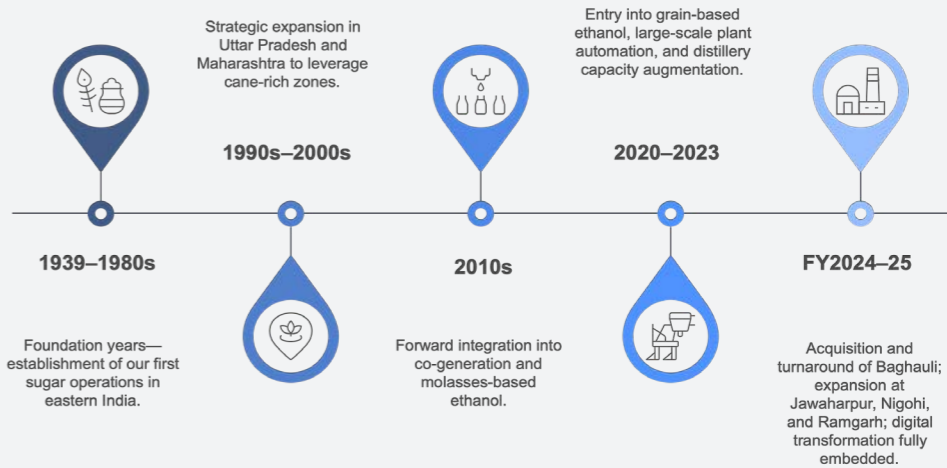 Strategic expansion in
Uttar Pradesh and
Maharashtra to leverage
cane-rich zones.
1990s–2000s
Entry into grain-based
ethanol, large-scale plant
automation, and distillery
capacity augmentation.
2020–2023
1939–1980s
Foundation years—
establishment of our first
sugar operations in
eastern India.
2010s
Forward integration into
co-generation and
molasses-based
ethanol.
FY2024–25
Acquisition and
turnaround of Baghauli;
expansion at
Jawaharpur, Nigohi,
and Ramgarh; digital
transformation fully
embedded.